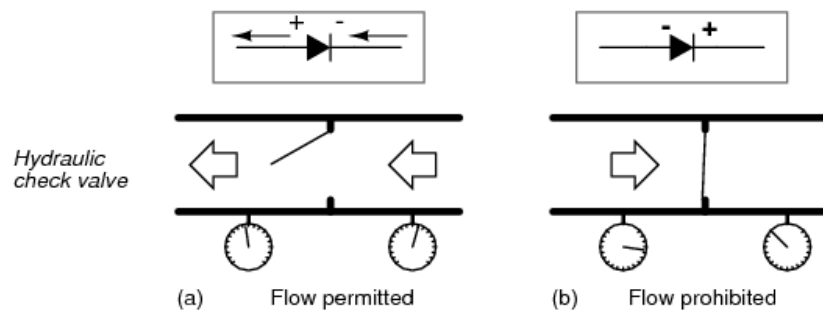 + -
- +
Hydraulic
check valve
(a) Flow permitted
(b) Flow prohibited